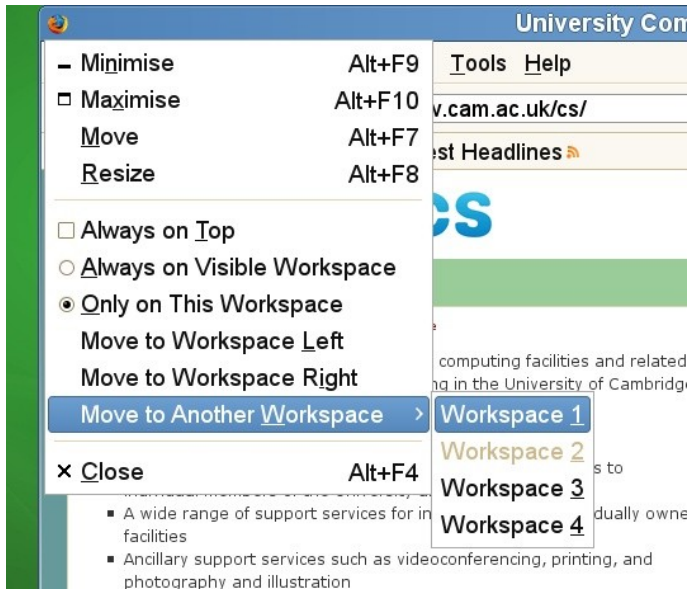 University Com
Minimise Alt+F9
Tools Help
Maximise Alt+F10
v.cam.ac.uk/cs/
Move Alt+F7
est Headlines
Resize Alt+F8
cs
Always on Top
Always on Visible Workspace
Only on This Workspace
Move to Workspace Left
computing facilities and related
Move to Workspace Right
ng in the University of Cambridge
Move to Another Workspace
Workspace 1
Workspace 2
s to
Close Alt+F4
Workspace 3
A wide range of support services for in
dually owne
Workspace 4
facilities
Ancillary support services such as videoconferencing, printing, and
photography and illustration